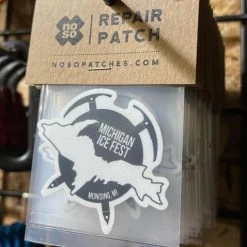 noso
REPAIR
PATCH
NOSOPATCHES.COM
MICHIGAN
ICE FEST
MUNISING, MI